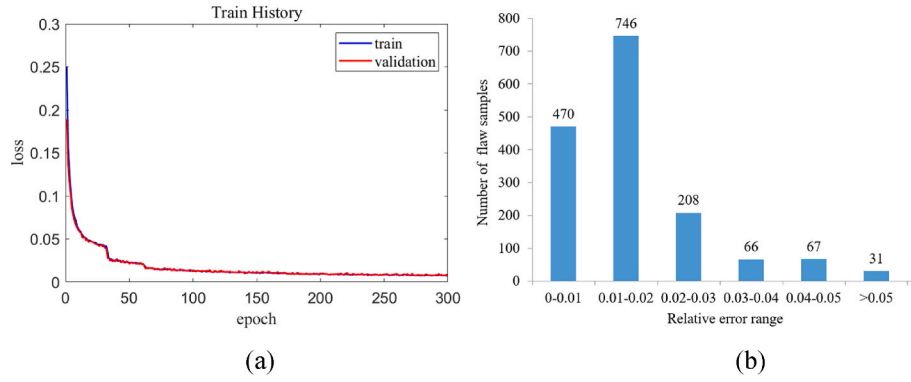 Train History
0.3
0.25
0.2
0.15
0.1
0.05
0
loss
train
validation
0 50 100 150 200 250 300
epoch
(a)
800
700
600
500
400
300
200
100
0
Number of flaw samples
470
746
208
66
67
31
0-0.01 0.01-0.02 0.02-0.03 0.03-0.04 0.04-0.05 >0.05
Relative error range
(b)